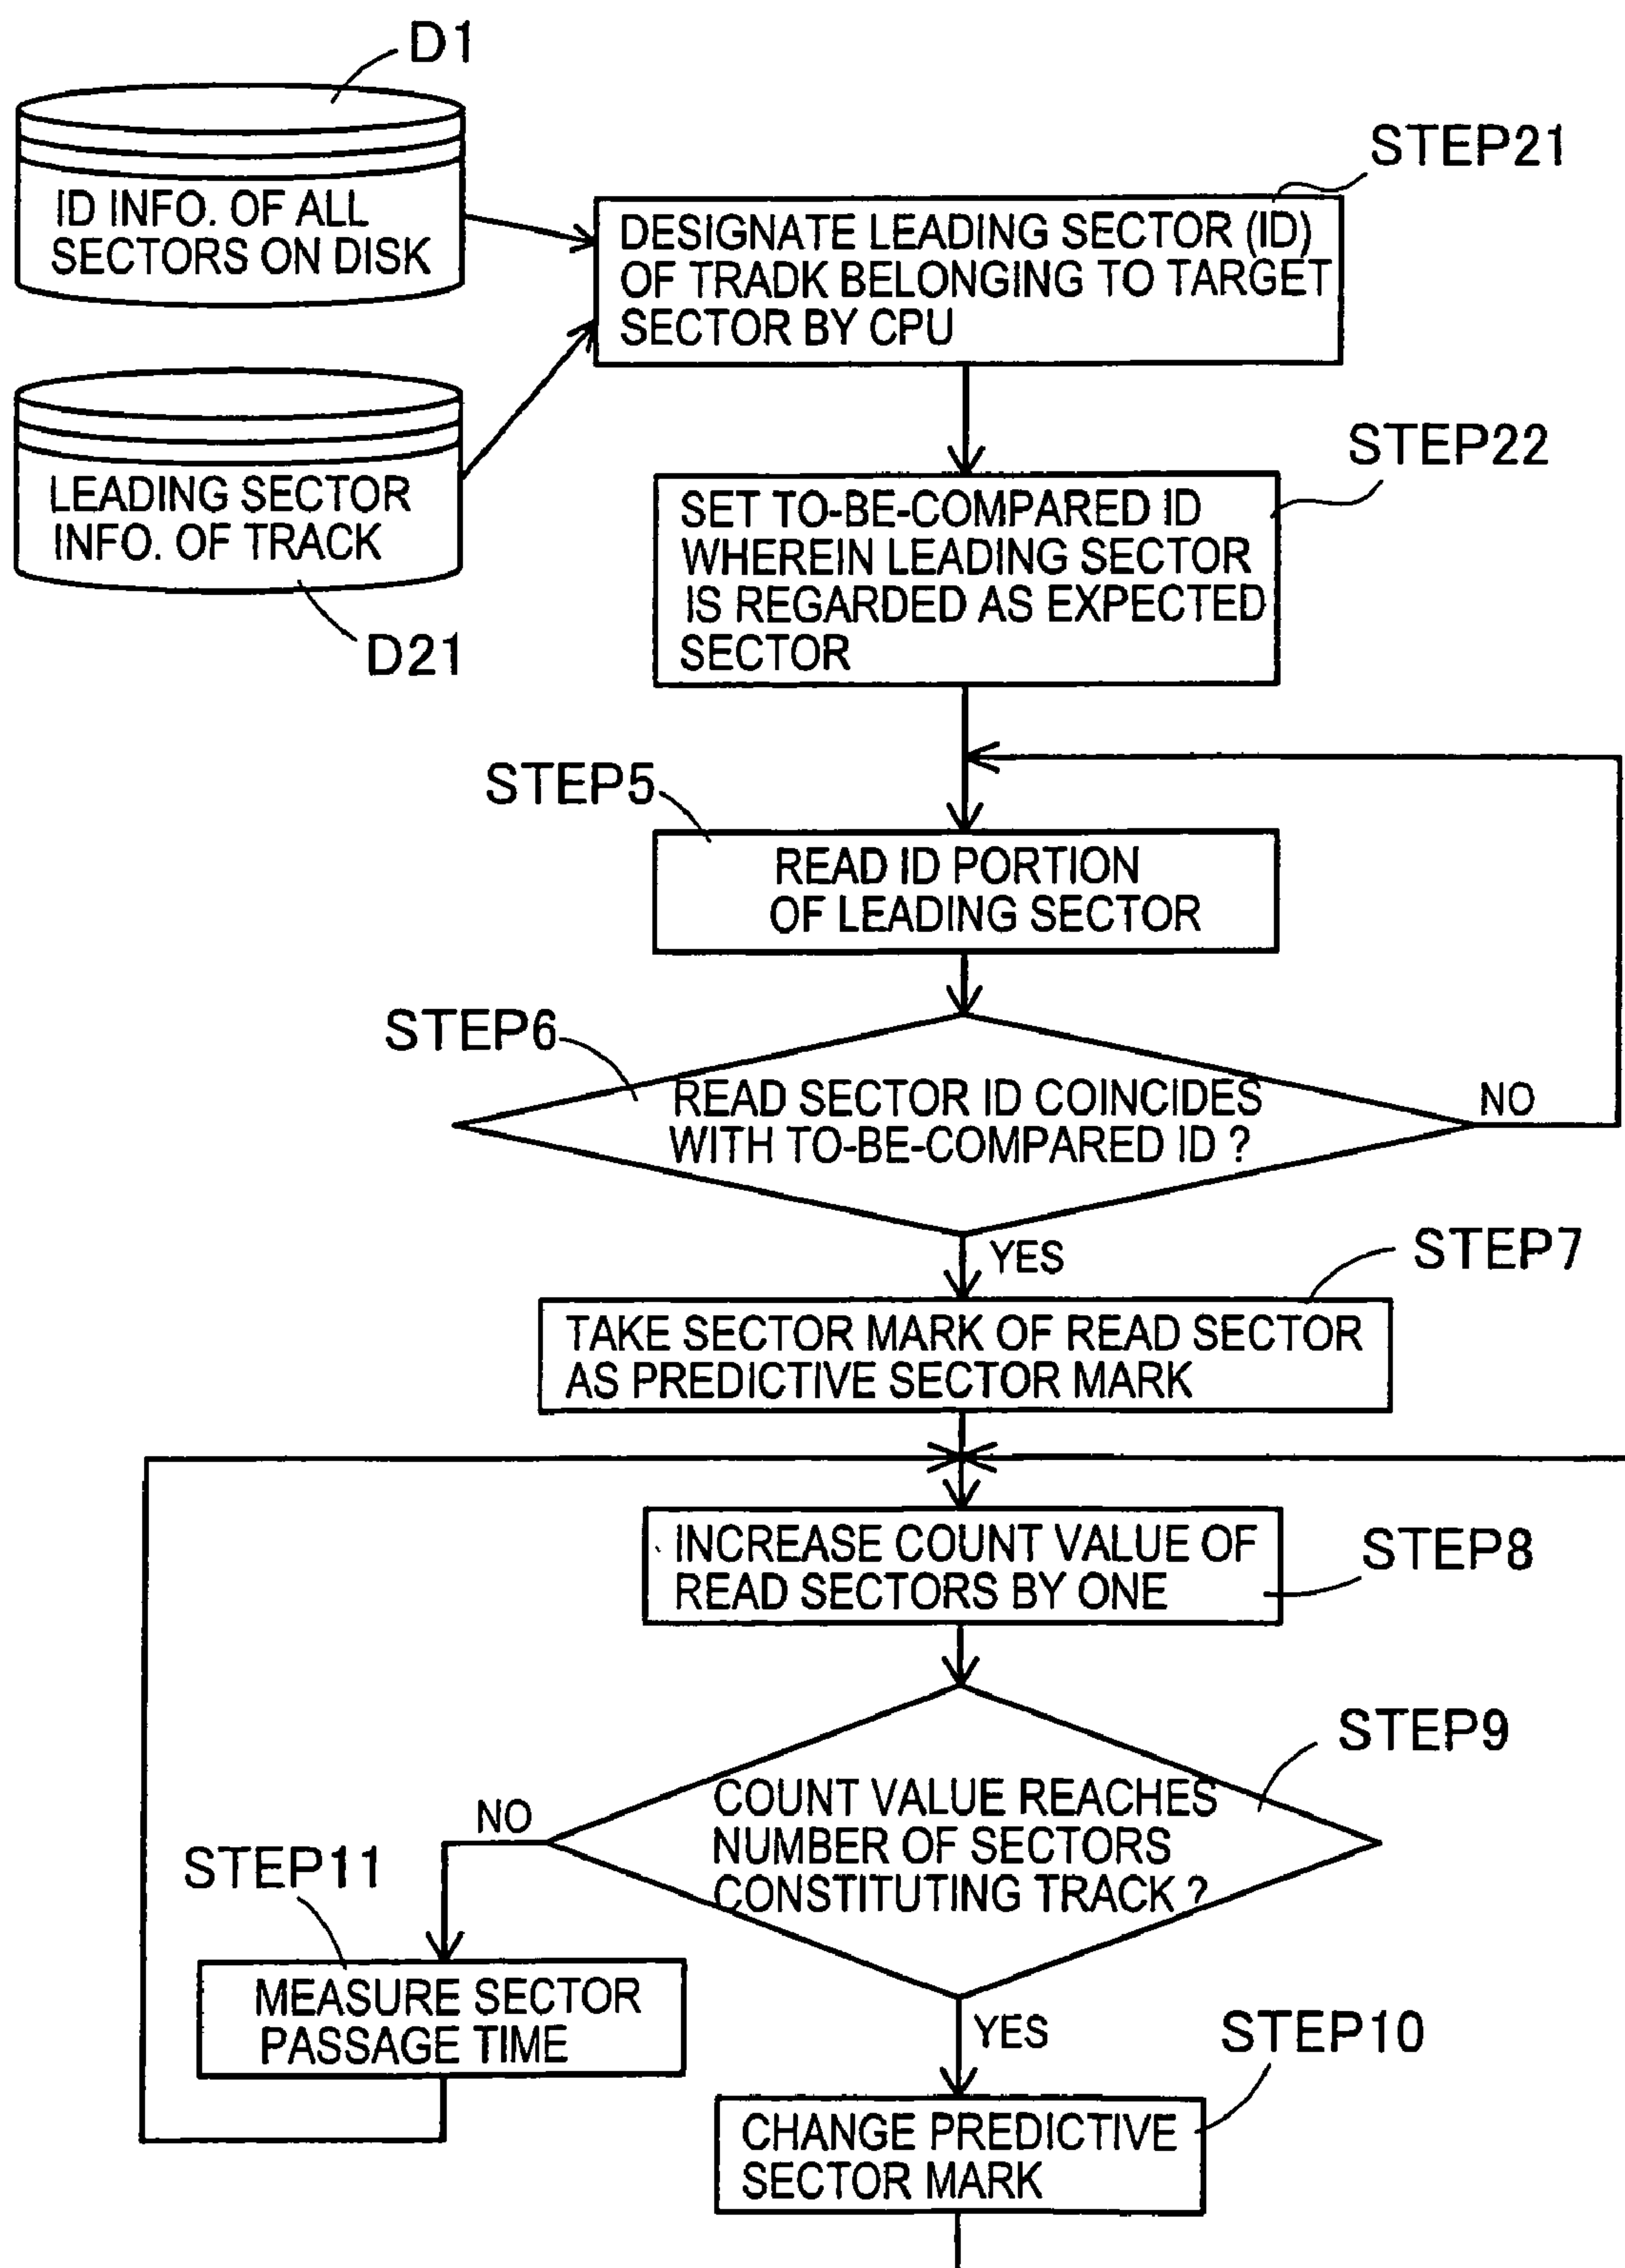 D1
ID INFO. OF ALL
SECTORS ON DISK
STEP21
DESIGNATE LEADING SECTOR (ID)
OF TRADK BELONGING TO TARGET
SECTOR BY CPU
LEADING SECTOR
INFO. OF TRACK
D21
STEP22
SET TO-BE-COMPARED ID
WHEREIN LEADING SECTOR
IS REGARDED AS EXPECTED
SECTOR
STEP5
READ ID PORTION
OF LEADING SECTOR
STEP6
READ SECTOR ID COINCIDES
WITH TO-BE-COMPARED ID ?
NO
YES
STEP7
TAKE SECTOR MARK OF READ SECTOR
AS PREDICTIVE SECTOR MARK
INCREASE COUNT VALUE OF
READ SECTORS BY ONE
STEP8
STEP9
COUNT VALUE REACHES
NUMBER OF SECTORS
CONSTITUTING TRACK ?
NO
STEP11
MEASURE SECTOR
PASSAGE TIME
YES
STEP10
CHANGE PREDICTIVE
SECTOR MARK